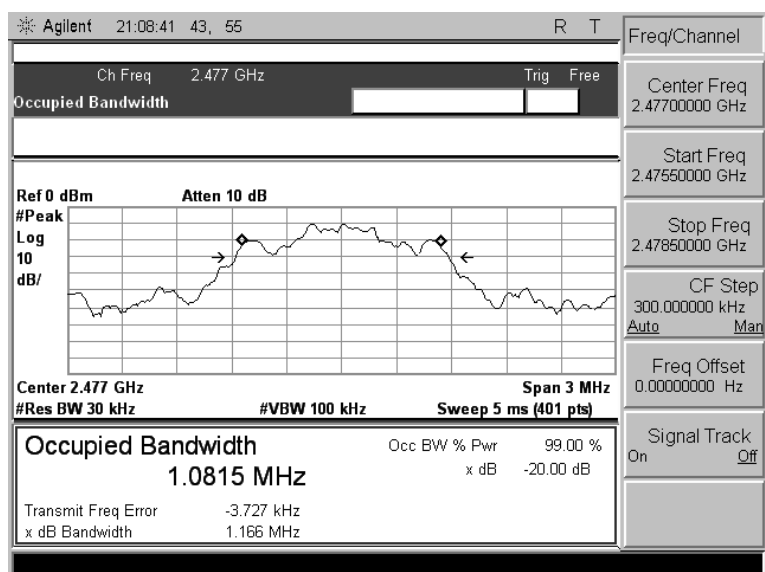 Agilent 21:08:41 43, 55 R T
Ch Freq 2.477 GHz Trig Free
Occupied Bandwidth
Ref 0 dBm Atten 10 dB
#Peak
Log
10
dB/
Center 2.477 GHz Span 3 MHz
#Res BW 30 kHz #VBW 100 kHz Sweep 5 ms (401 pts)
Occupied Bandwidth Occ BW % Pwr 99.00 %
1.0815 MHz x dB -20.00 dB
Transmit Freq Error -3.727 kHz
x dB Bandwidth 1.166 MHz
Freq/Channel
Center Freq
2.47700000 GHz
Start Freq
2.47550000 GHz
Stop Freq
2.47850000 GHz
CF Step
300.000000 kHz
Auto Man
Freq Offset
0.00000000 Hz
Signal Track
On Off